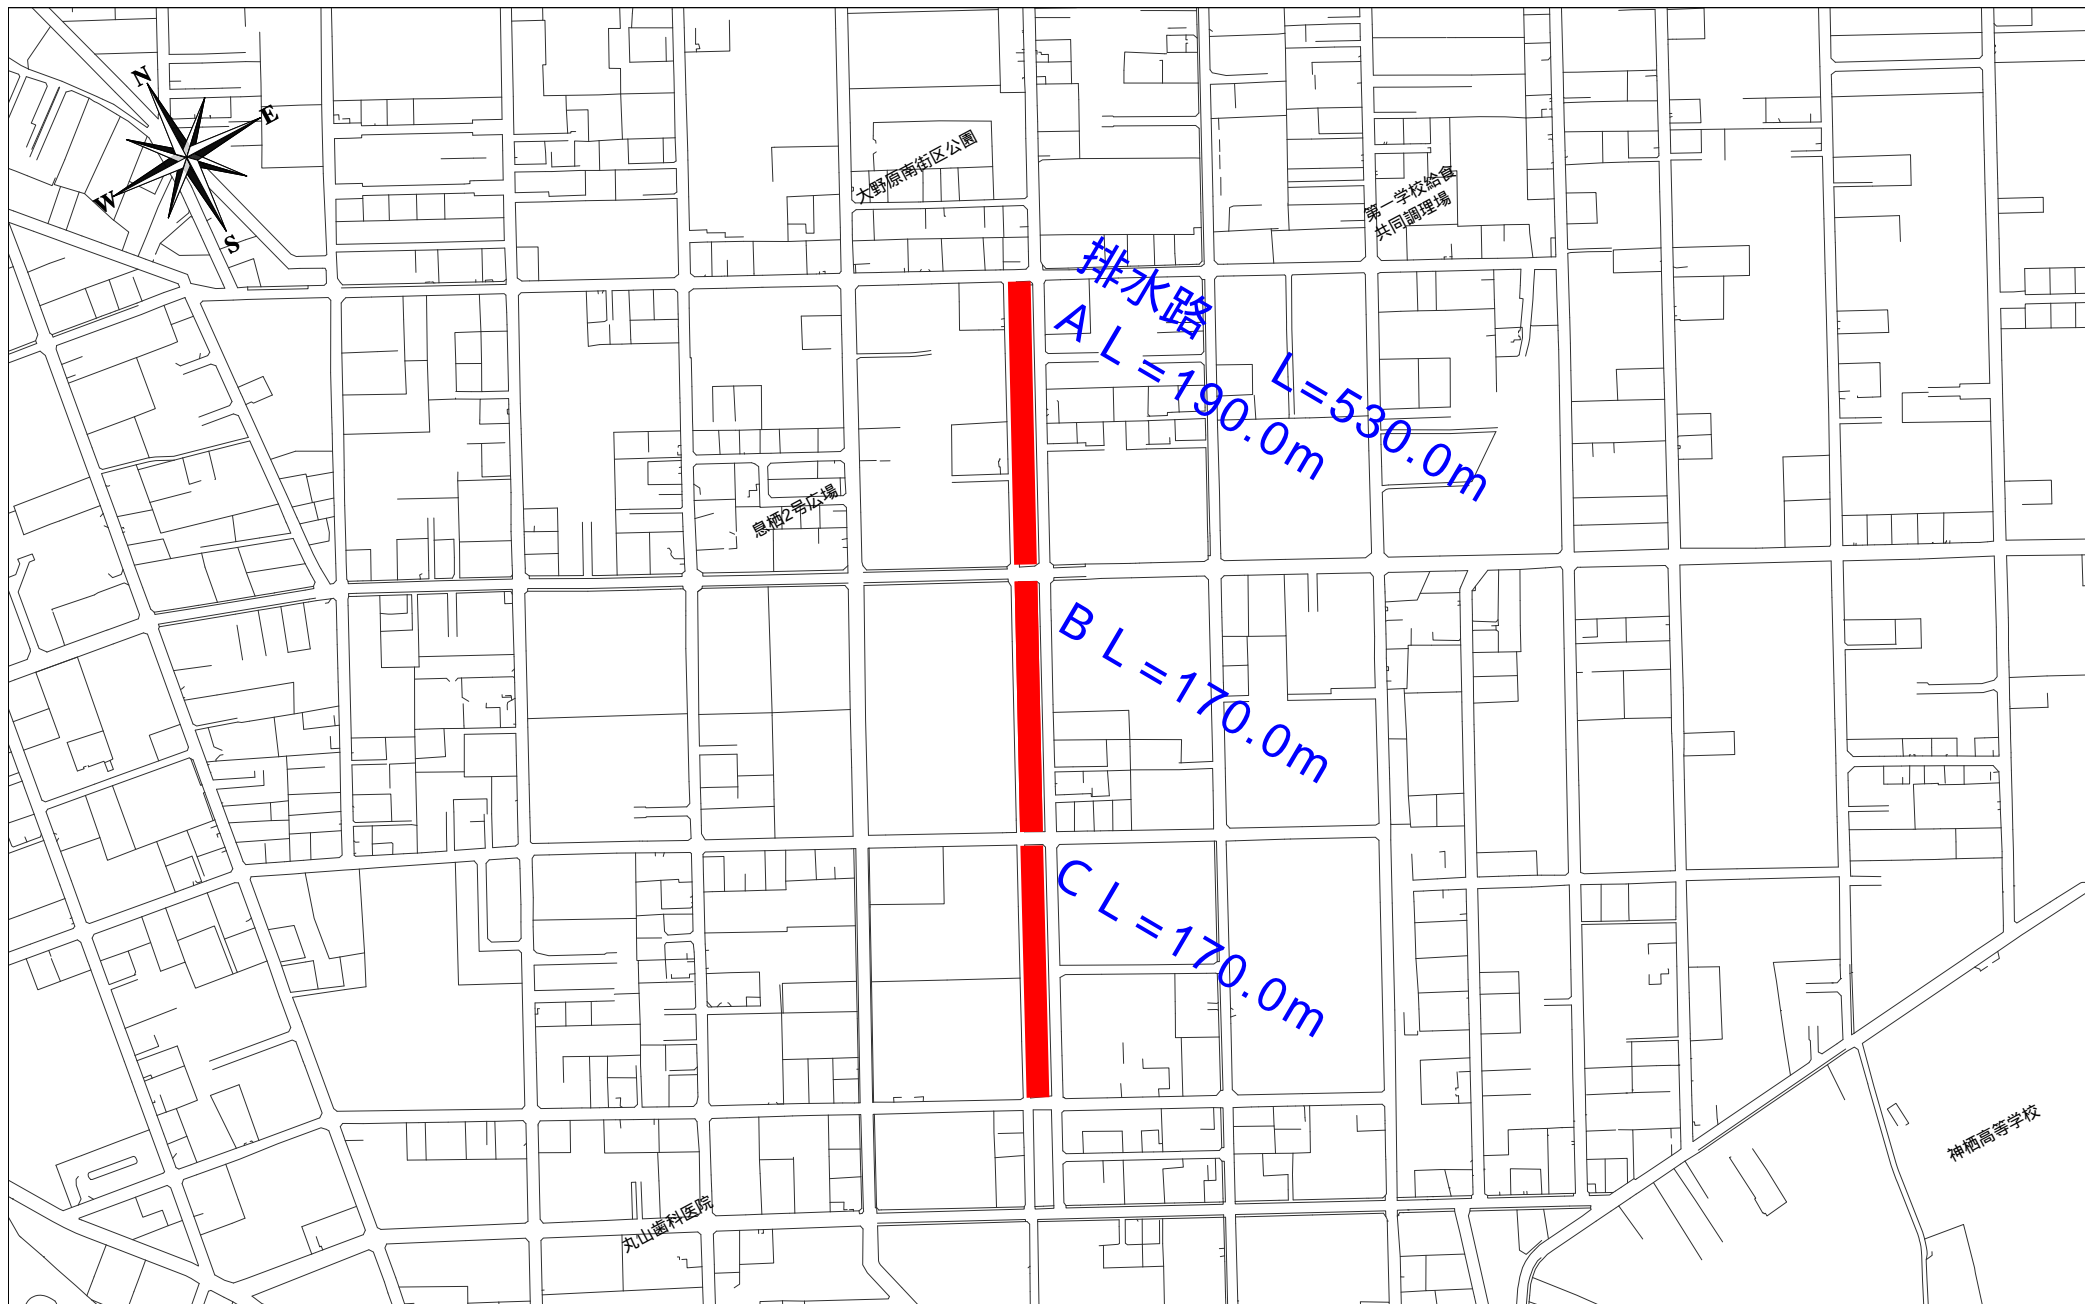 N
E
W
S
大野原南街区公園
第一学校給食
共同調理場
排水路
A L =190.0m
L=530.0m
息栖2号広場
B L =170.0m
C L =170.0m
神栖高等学校
丸山歯科医院